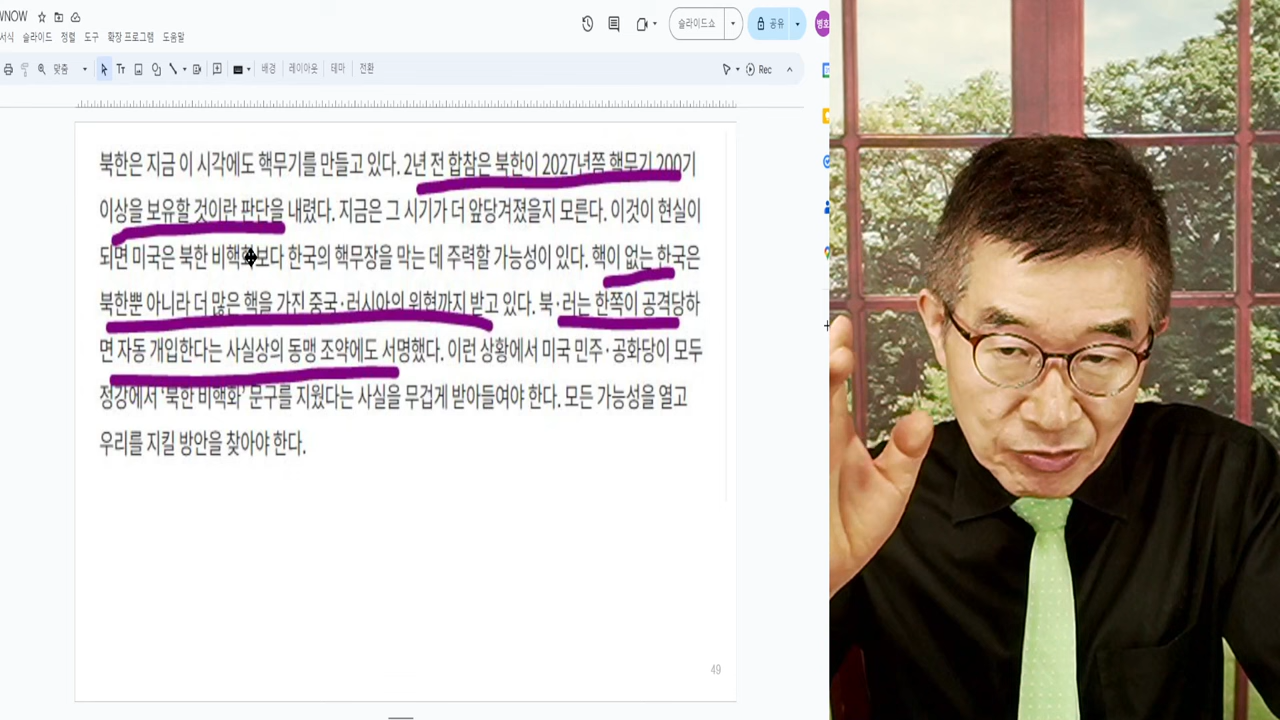 WNOW
서식 슬라이드 정렬 도구 확장 프로그램 도움말
슬라이드쇼
공유
병호
맞춤
Tт
배경 레이아웃 테마 전환
Rec
북한은 지금 이 시각에도 핵무기를 만들고 있다. 2년 전 합참은 북한이 2027년쯤 핵무기 200기
이상을 보유할 것이란 판단을 내렸다. 지금은 그 시기가 더 앞당겨졌을지 모른다. 이것이 현실이
되면 미국은 북한 비핵화보다 한국의 핵무장을 막는 데 주력할 가능성이 있다. 핵이 없는 한국은
북한뿐 아니라 더 많은 핵을 가진 중국·러시아의 위협까지 받고 있다. 북·러는 한쪽이 공격당하
면 자동 개입한다는 사실상의 동맹 조약에도 서명했다. 이런 상황에서 미국 민주·공화당이 모두
정강에서 '북한 비핵화' 문구를 지웠다는 사실을 무겁게 받아들여야 한다. 모든 가능성을 열고
우리를 지킬 방안을 찾아야 한다.
49